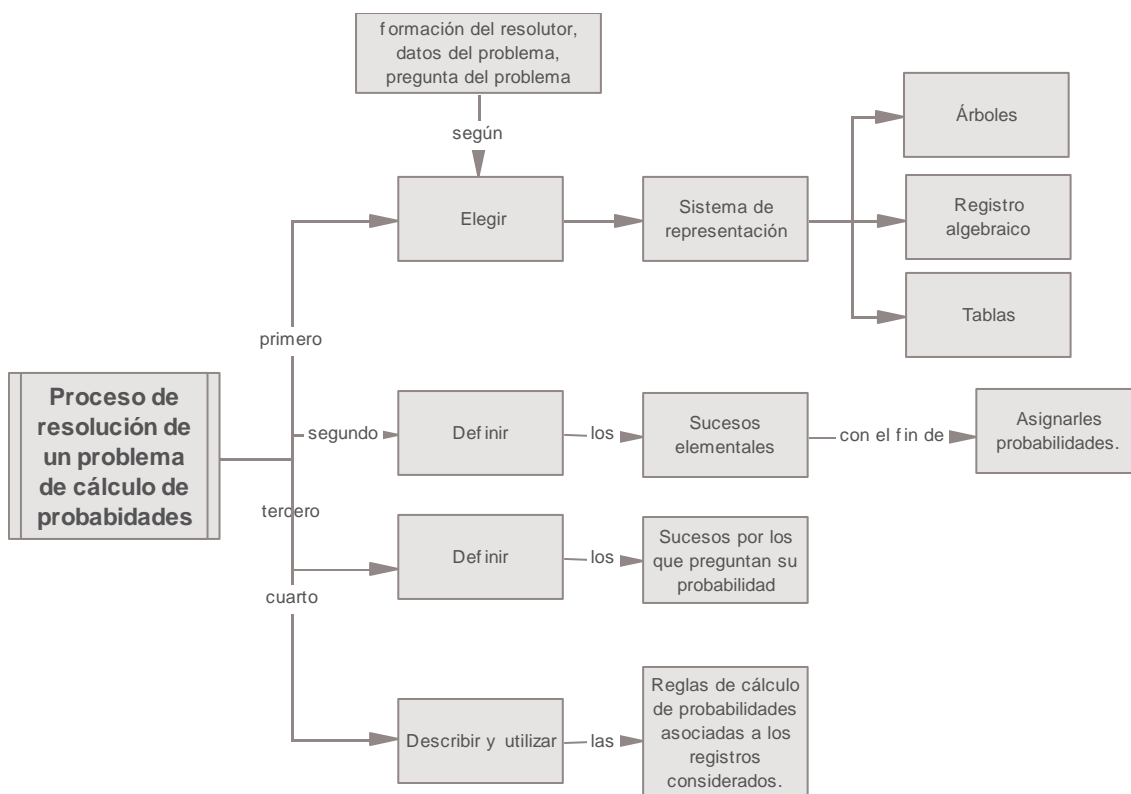 formación del resolutor,
datos del problema,
pregunta del problema
según
Elegir
Sistema de
representación
Árboles
Registro
algebraico
Tablas
primero
Proceso de
resolución de
un problema
de cálculo de
probabidades
segundo
Definir
los
Sucesos
elementales
con el fin de
Asignarles
probabilidades.
tercero
Definir
los
Sucesos por los
que preguntan su
probabilidad
cuarto
Describir y utilizar
las
Reglas de cálculo
de probabilidades
asociadas a los
registros
considerados.